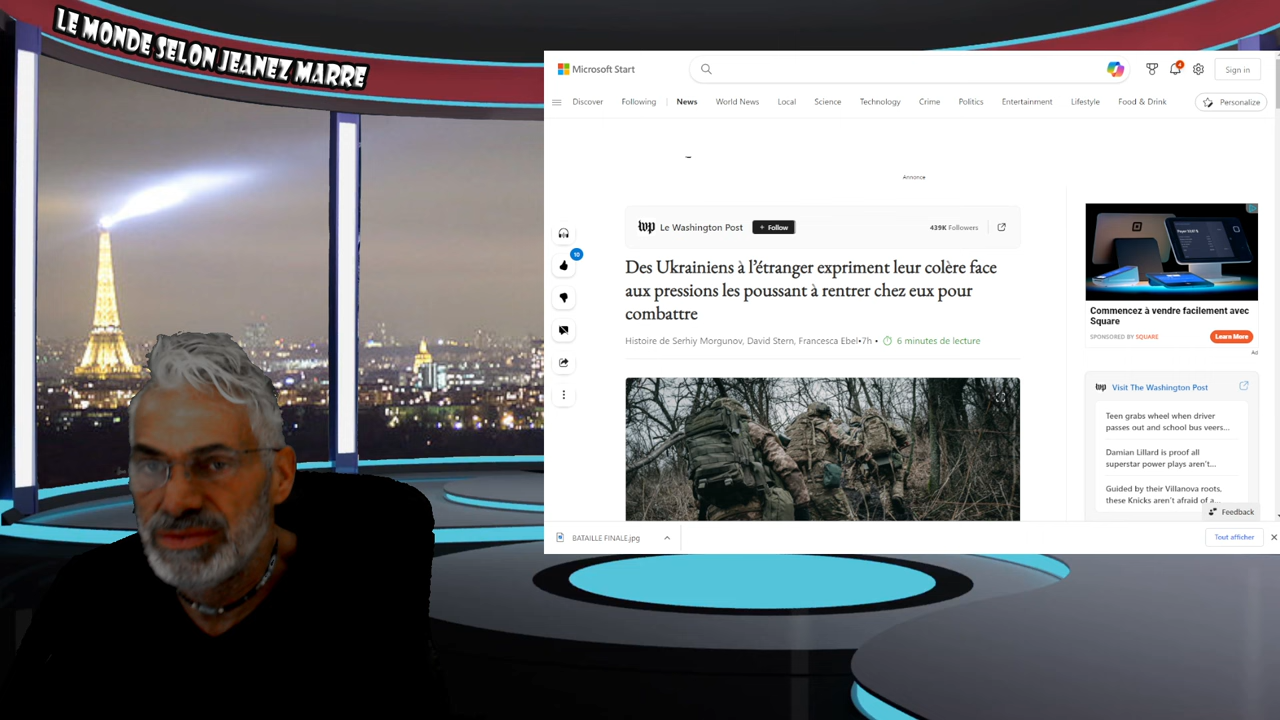 LE MONDE SELON JEANEZ MARRE
Microsoft Start
4
Sign in
Discover
Following
News
World News
Local
Science
Technology
Crime
Politics
Entertainment
Lifestyle
Food & Drink
Personalize
Annonce
wp Le Washington Post
+ Follow
439K Followers
10
Des Ukrainiens à l'étranger expriment leur colère face
aux pressions les poussant à rentrer chez eux pour
combattre
Histoire de Serhiy Morgunov, David Stern, Francesca Ebel•7h •
6 minutes de lecture
Commencez à vendre facilement avec
Square
SPONSORED BY SQUARE
Learn More
Ad
wp Visit The Washington Post
Teen grabs wheel when driver
passes out and school bus veers...
Damian Lillard is proof all
superstar power plays aren't...
Guided by their Villanova roots,
these Knicks aren't afraid of a...
Feedback
BATAILLE FINALE.jpg
Tout afficher